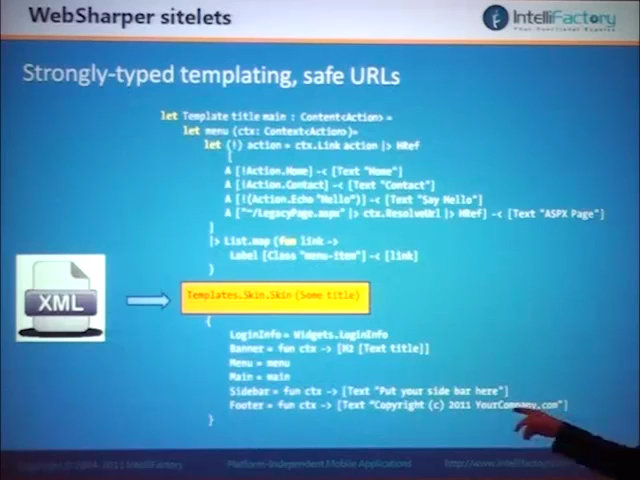 WebSharper sitelets
IntelliFactory
Your Functional Experts
Strongly-typed templating, safe URLs
let Template title main : Content<Action> =
let menu (ctx: Context<Action>)=
let (!) action = ctx.Link action |> HRef
[
A [!Action.Home] -< [Text "Home"]
A [!Action.Contact] -< [Text "Contact"]
A [!(Action.Echo "Hello")] -< [Text "Say Hello"]
A ["~/LegacyPage.aspx" |> ctx.ResolveUrl |> HRef] -< [Text "ASPX Page"]
]
|> List.map (fun link ->
Label [Class "menu-item"] -< [link]
)
XML
Templates.Skin.Skin (Some title)
{
LoginInfo = Widgets.LoginInfo
Banner = fun ctx -> [H2 [Text title]]
Menu = menu
Main = main
Sidebar = fun ctx -> [Text "Put your side bar here"]
Footer = fun ctx -> [Text "Copyright (c) 2011 YourCompany.com"]
}
2011 IntelliFactory
Platform-Independent Mobile Applications